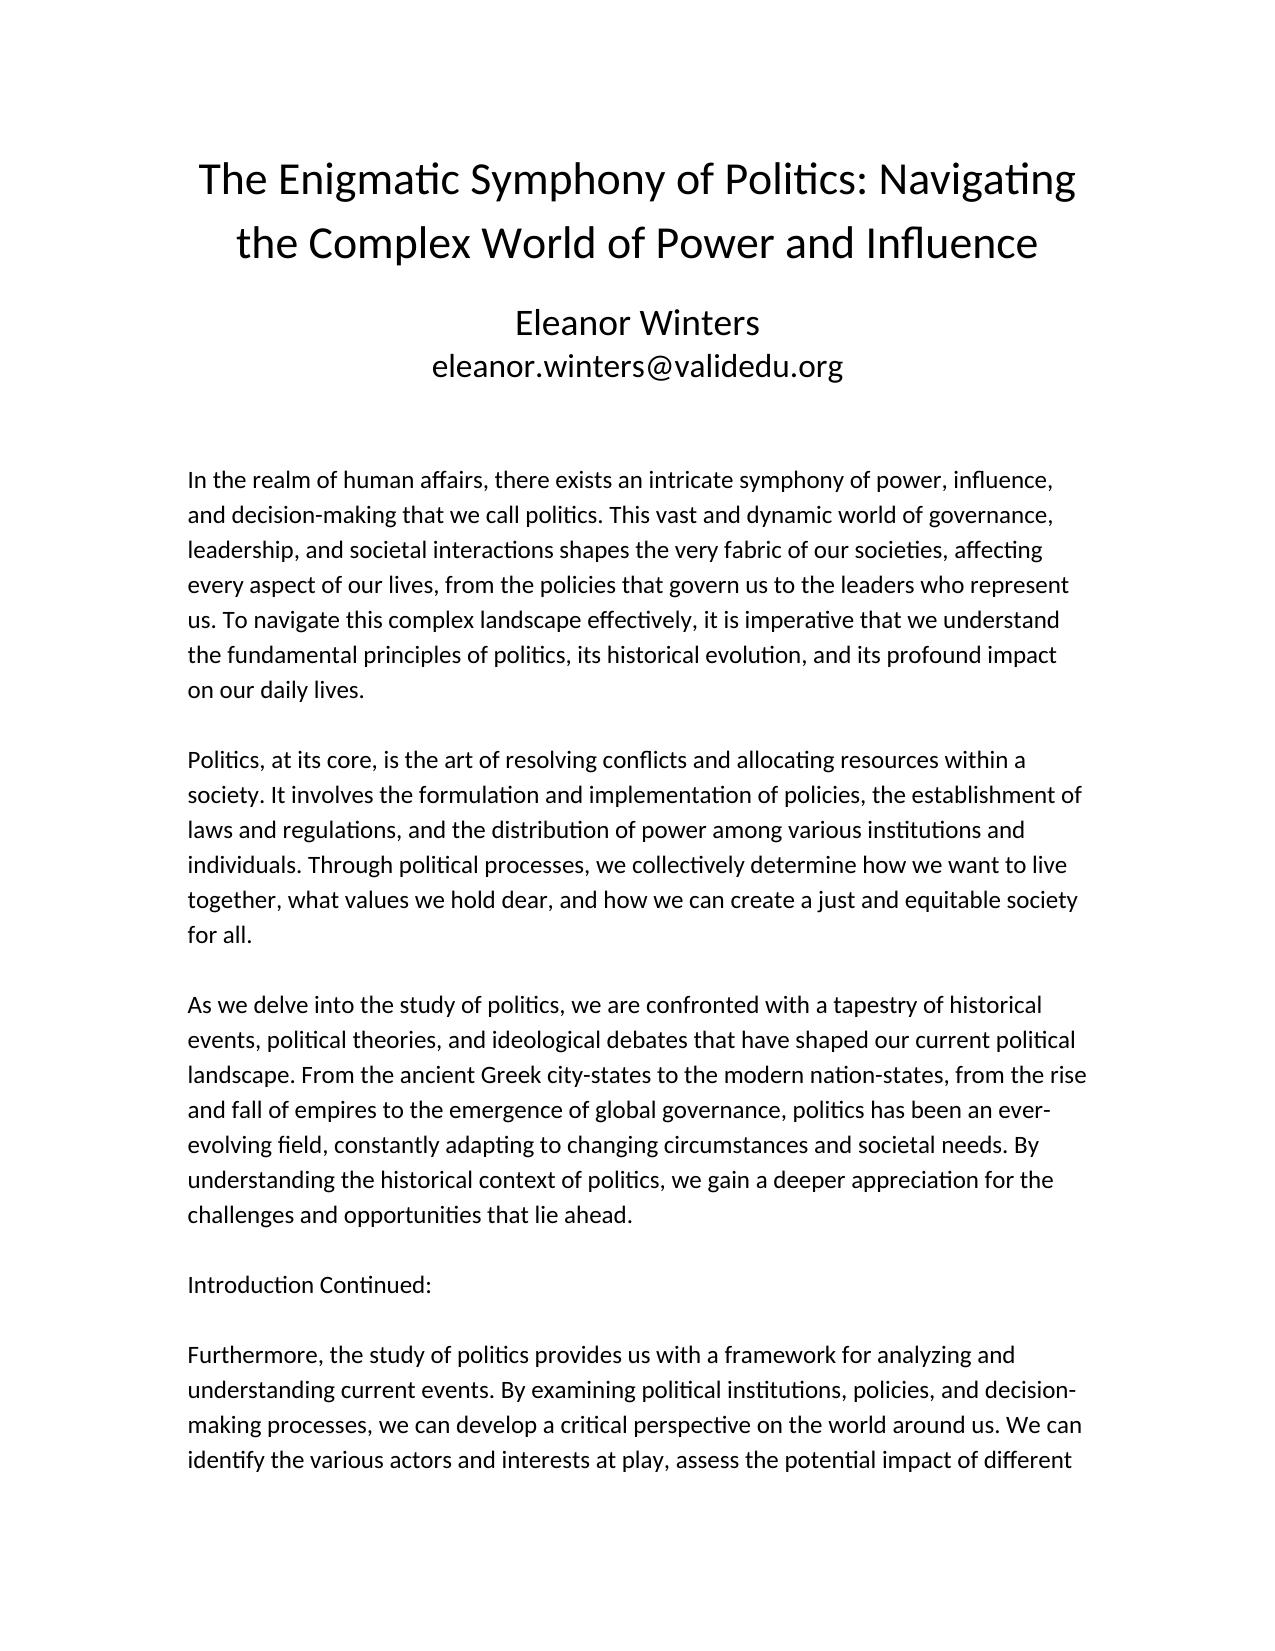 The Enigmatic Symphony of Politics: Navigating
the Complex World of Power and Influence
Eleanor Winters
eleanor.winters@validedu.org
In the realm of human affairs, there exists an intricate symphony of power, influence,
and decision-making that we call politics. This vast and dynamic world of governance,
leadership, and societal interactions shapes the very fabric of our societies, affecting
every aspect of our lives, from the policies that govern us to the leaders who represent
us. To navigate this complex landscape effectively, it is imperative that we understand
the fundamental principles of politics, its historical evolution, and its profound impact
on our daily lives.
Politics, at its core, is the art of resolving conflicts and allocating resources within a
society. It involves the formulation and implementation of policies, the establishment of
laws and regulations, and the distribution of power among various institutions and
individuals. Through political processes, we collectively determine how we want to live
together, what values we hold dear, and how we can create a just and equitable society
for all.
As we delve into the study of politics, we are confronted with a tapestry of historical
events, political theories, and ideological debates that have shaped our current political
landscape. From the ancient Greek city-states to the modern nation-states, from the rise
and fall of empires to the emergence of global governance, politics has been an ever-
evolving field, constantly adapting to changing circumstances and societal needs. By
understanding the historical context of politics, we gain a deeper appreciation for the
challenges and opportunities that lie ahead.
Introduction Continued:
Furthermore, the study of politics provides us with a framework for analyzing and
understanding current events. By examining political institutions, policies, and decision-
making processes, we can develop a critical perspective on the world around us. We can
identify the various actors and interests at play, assess the potential impact of different